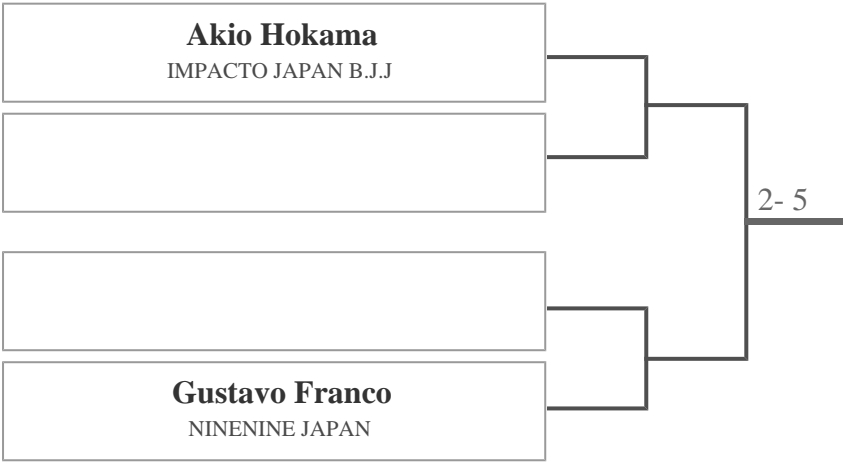 Akio Hokama
IMPACTO JAPAN B.J.J
2- 5
Gustavo Franco
NINENINE JAPAN